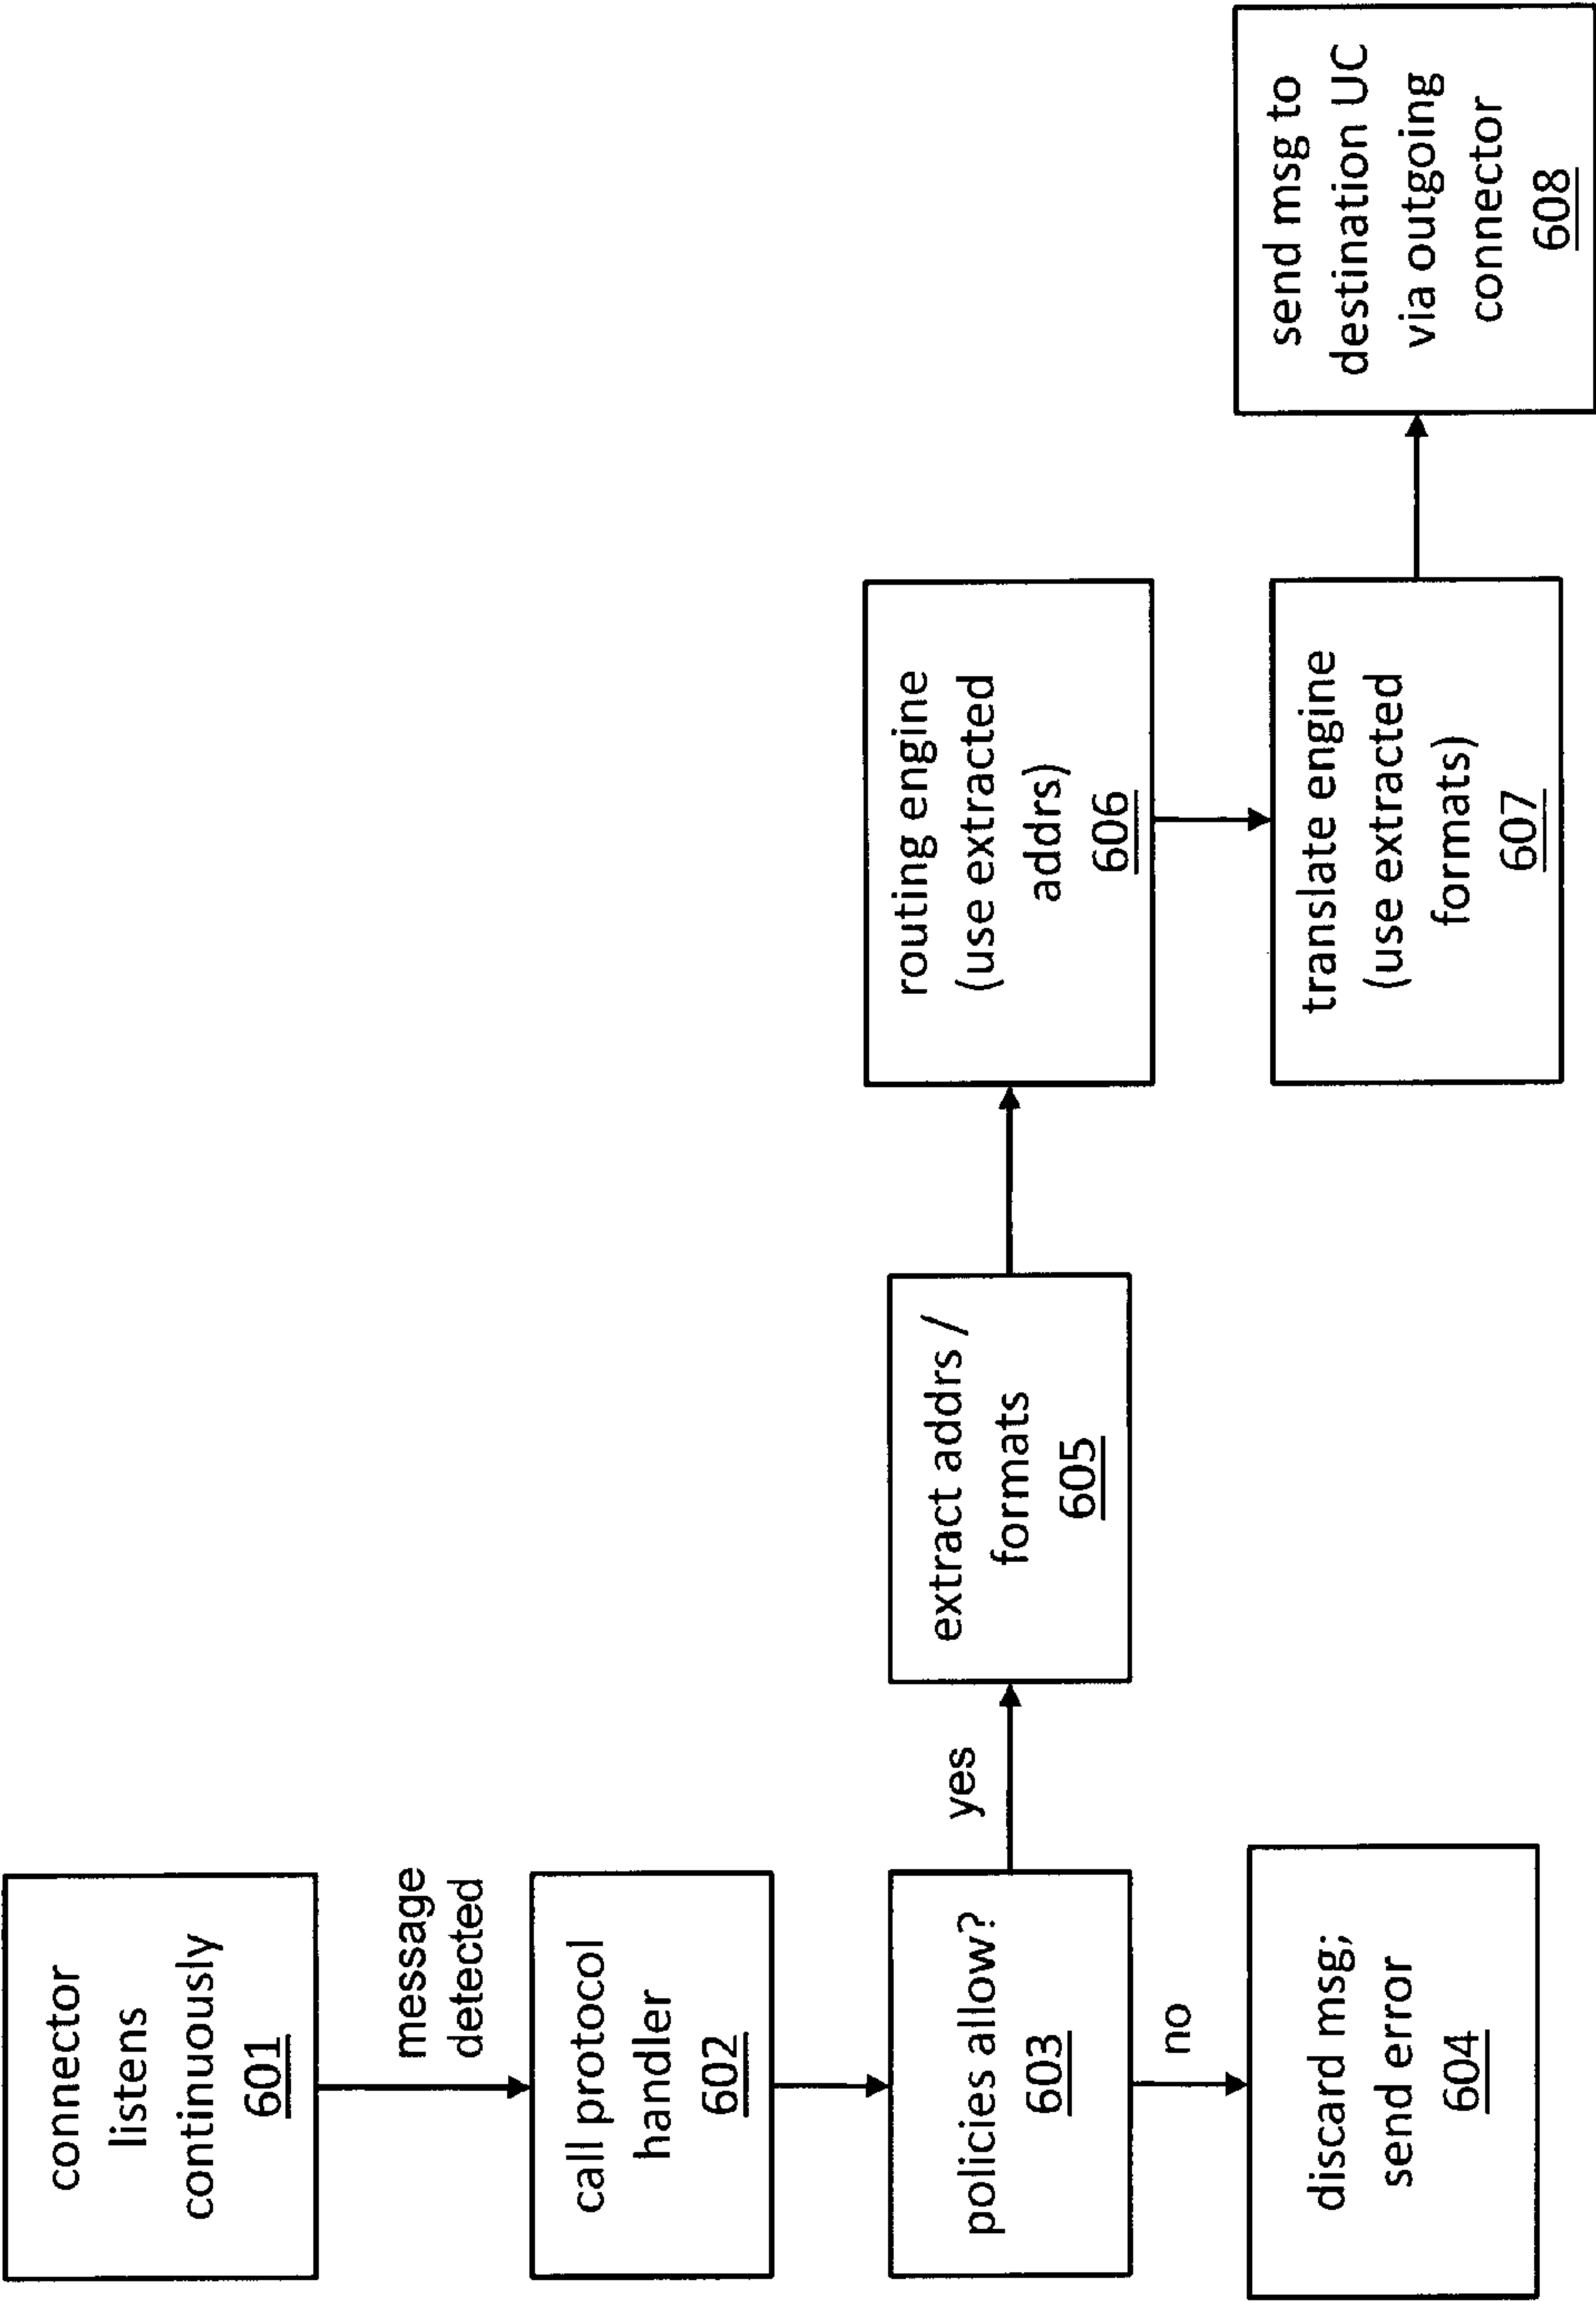 connector
listens
continuously
601
message
detected
call protocol
handler
602
policies allow?
603
yes
no
discard msg;
send error
604
extract addrs /
formats
605
routing engine
(use extracted
addrs)
606
translate engine
(use extracted
formats)
607
send msg to
destination UC
via outgoing
connector
608